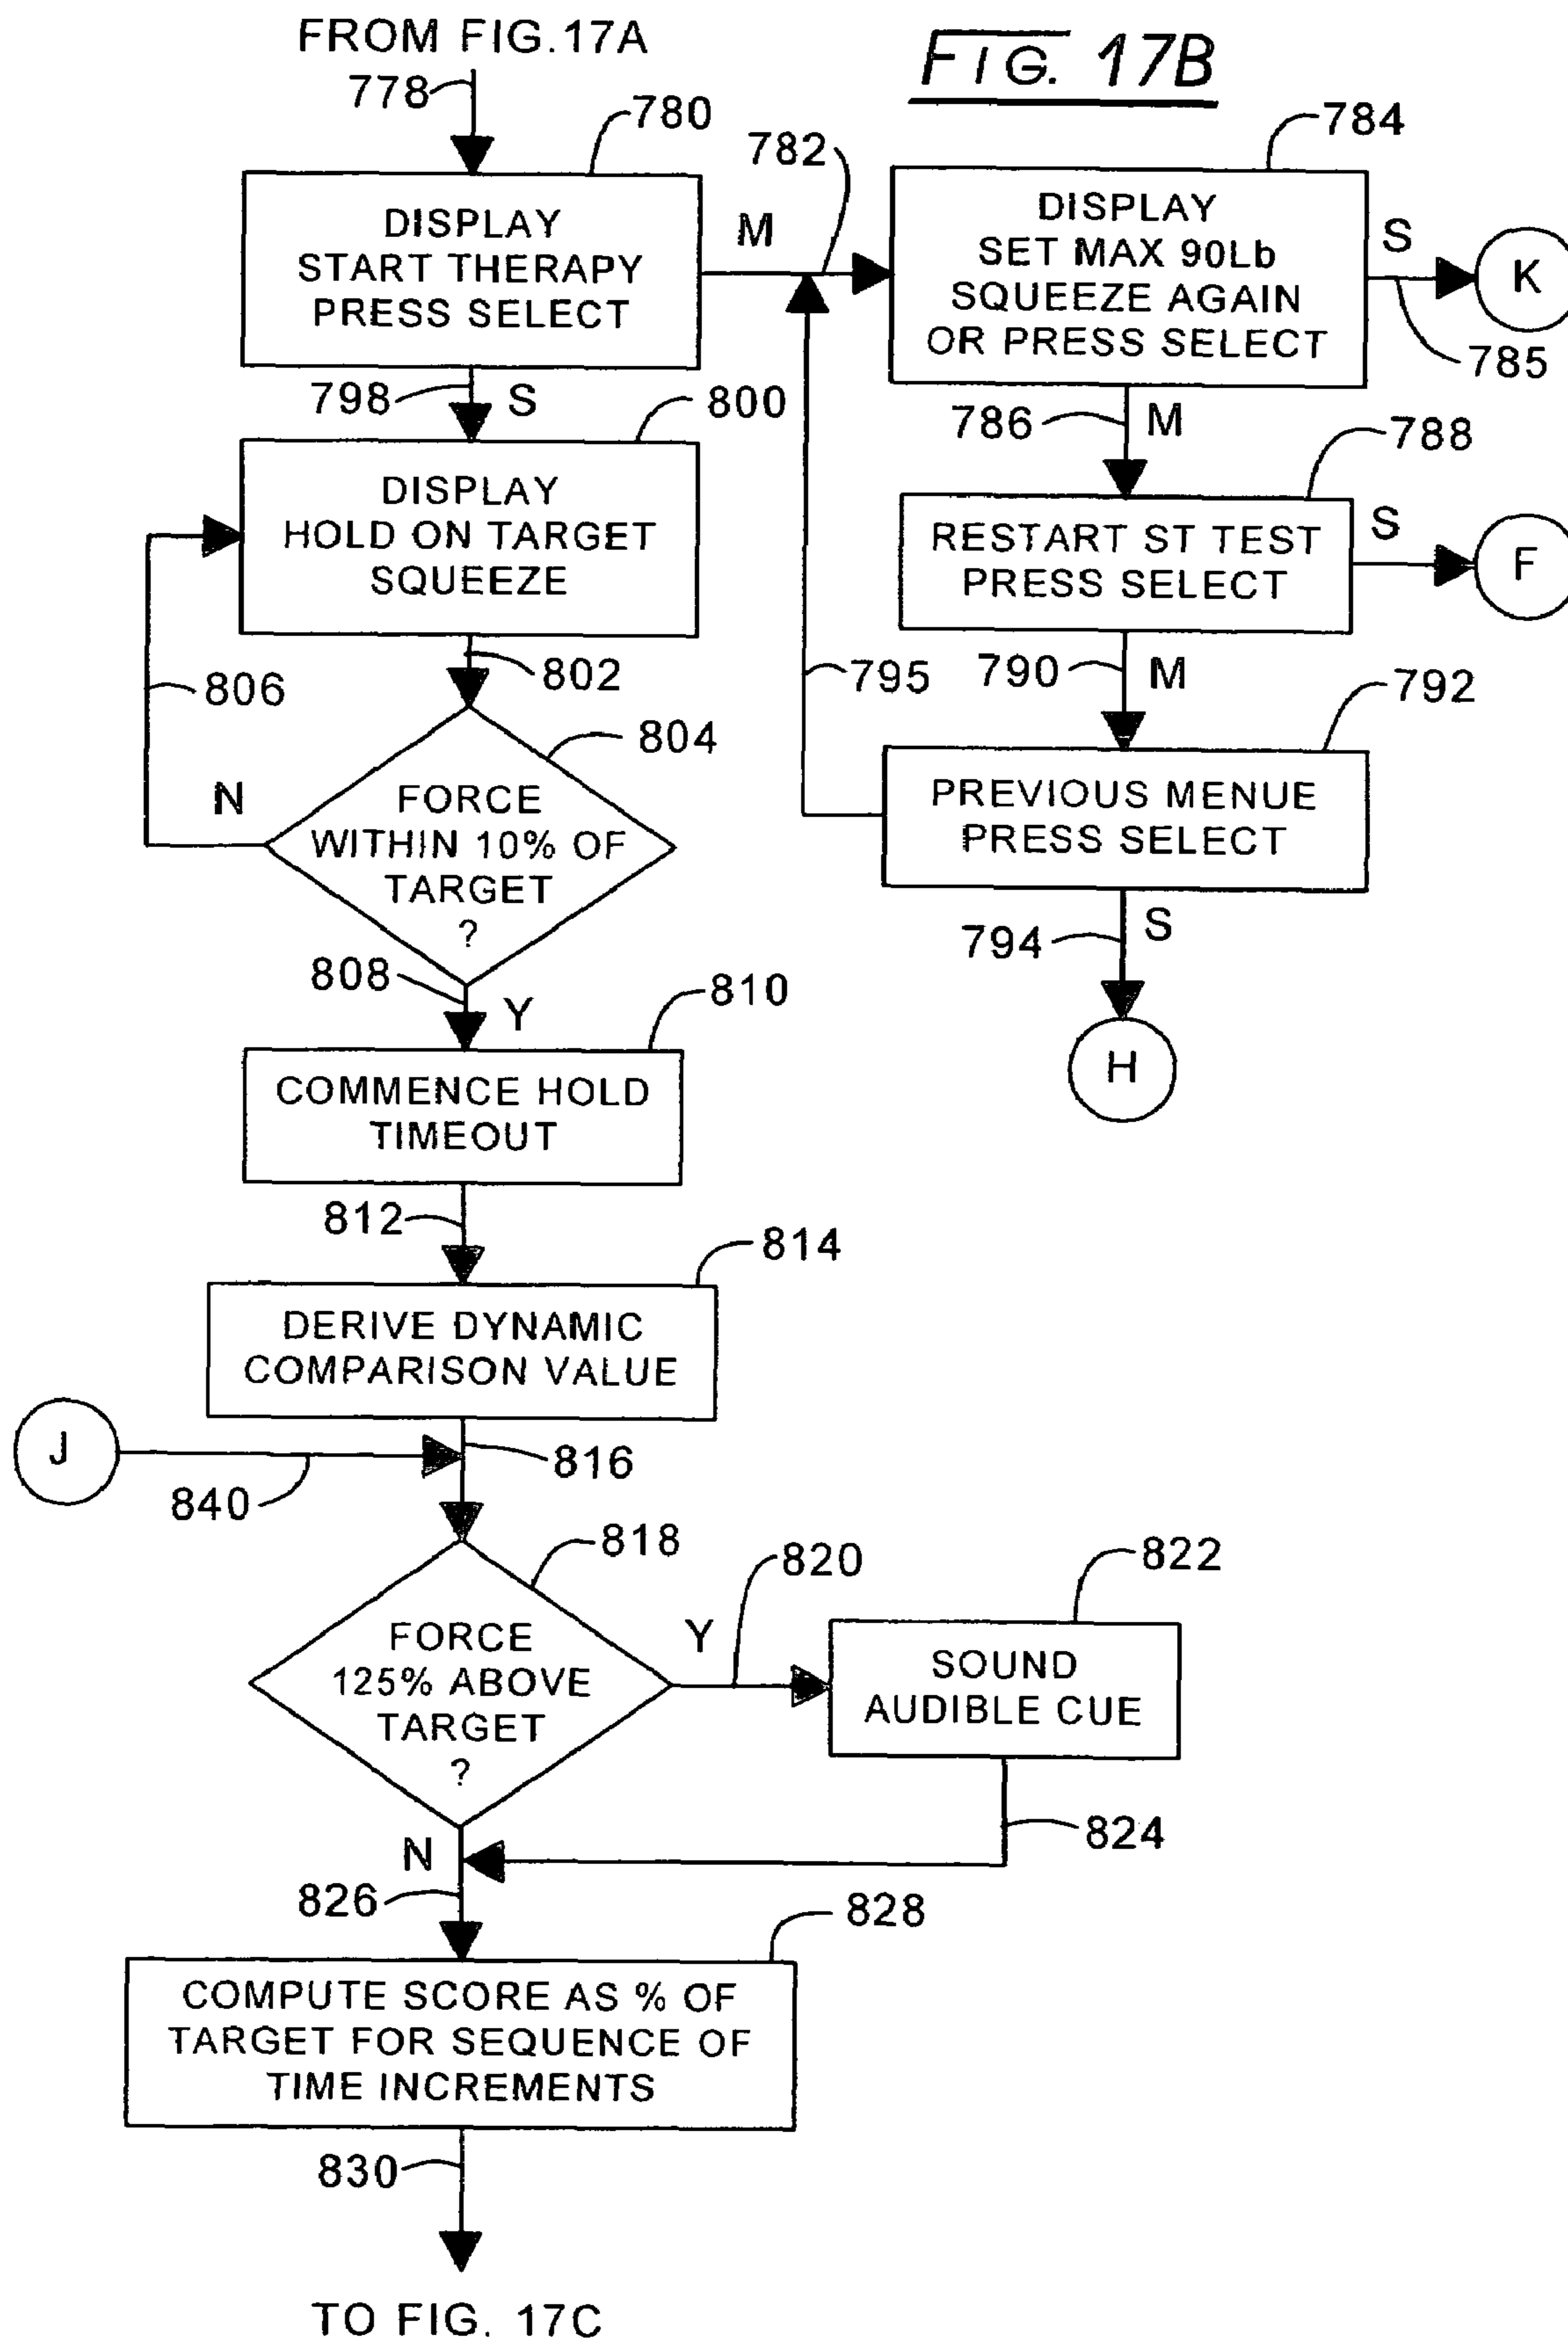 FROM FIG.17A
FIG. 17B
778
780
782
784
DISPLAY
START THERAPY
PRESS SELECT
M
DISPLAY
SET MAX 90Lb
SQUEEZE AGAIN
OR PRESS SELECT
S
K
785
798
S
800
786
M
788
DISPLAY
HOLD ON TARGET
SQUEEZE
RESTART ST TEST
PRESS SELECT
S
F
806
802
795
790
M
792
804
N
FORCE
WITHIN 10% OF
TARGET
?
PREVIOUS MENUE
PRESS SELECT
794
S
H
808
Y
810
COMMENCE HOLD
TIMEOUT
812
814
DERIVE DYNAMIC
COMPARISON VALUE
J
840
816
818
820
822
FORCE
125% ABOVE
TARGET
?
Y
SOUND
AUDIBLE CUE
824
N
826
828
COMPUTE SCORE AS % OF
TARGET FOR SEQUENCE OF
TIME INCREMENTS
830
TO FIG. 17C